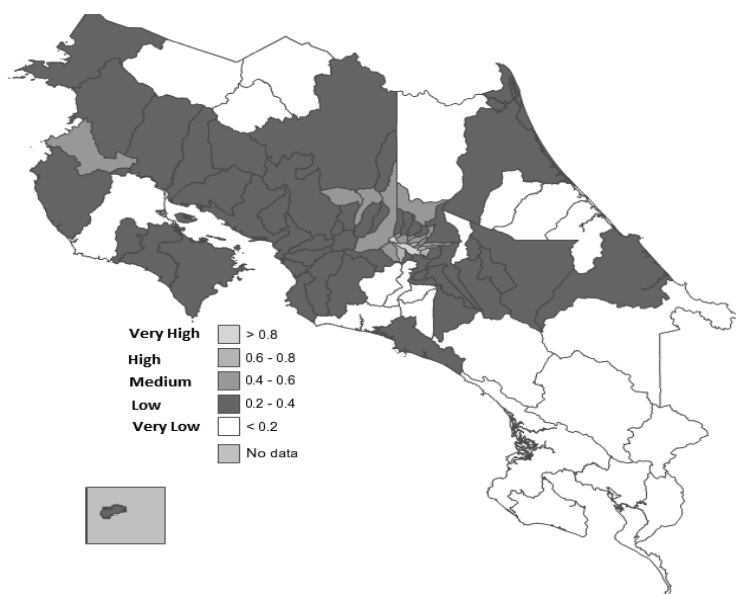 Very High > 0.8
High 0.6 - 0.8
Medium 0.4 - 0.6
Low 0.2 - 0.4
Very Low < 0.2
No data